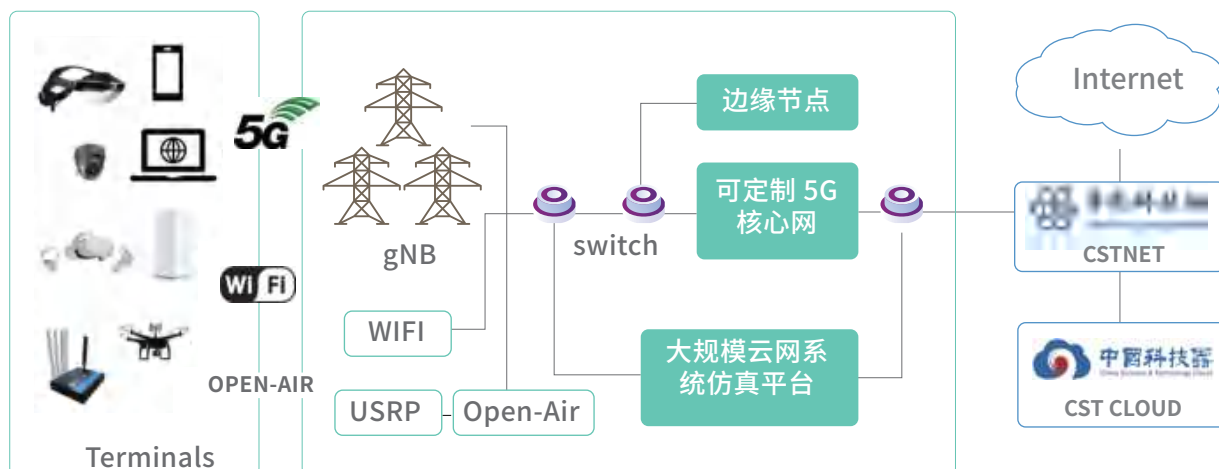 5G
Wi Fi
OPEN-AIR
Terminals
gNB
WIFI
USRP
Open-Air
switch
边缘节点
可定制 5G
核心网
大规模云网系
统仿真平台
Internet
CSTNET
CST CLOUD